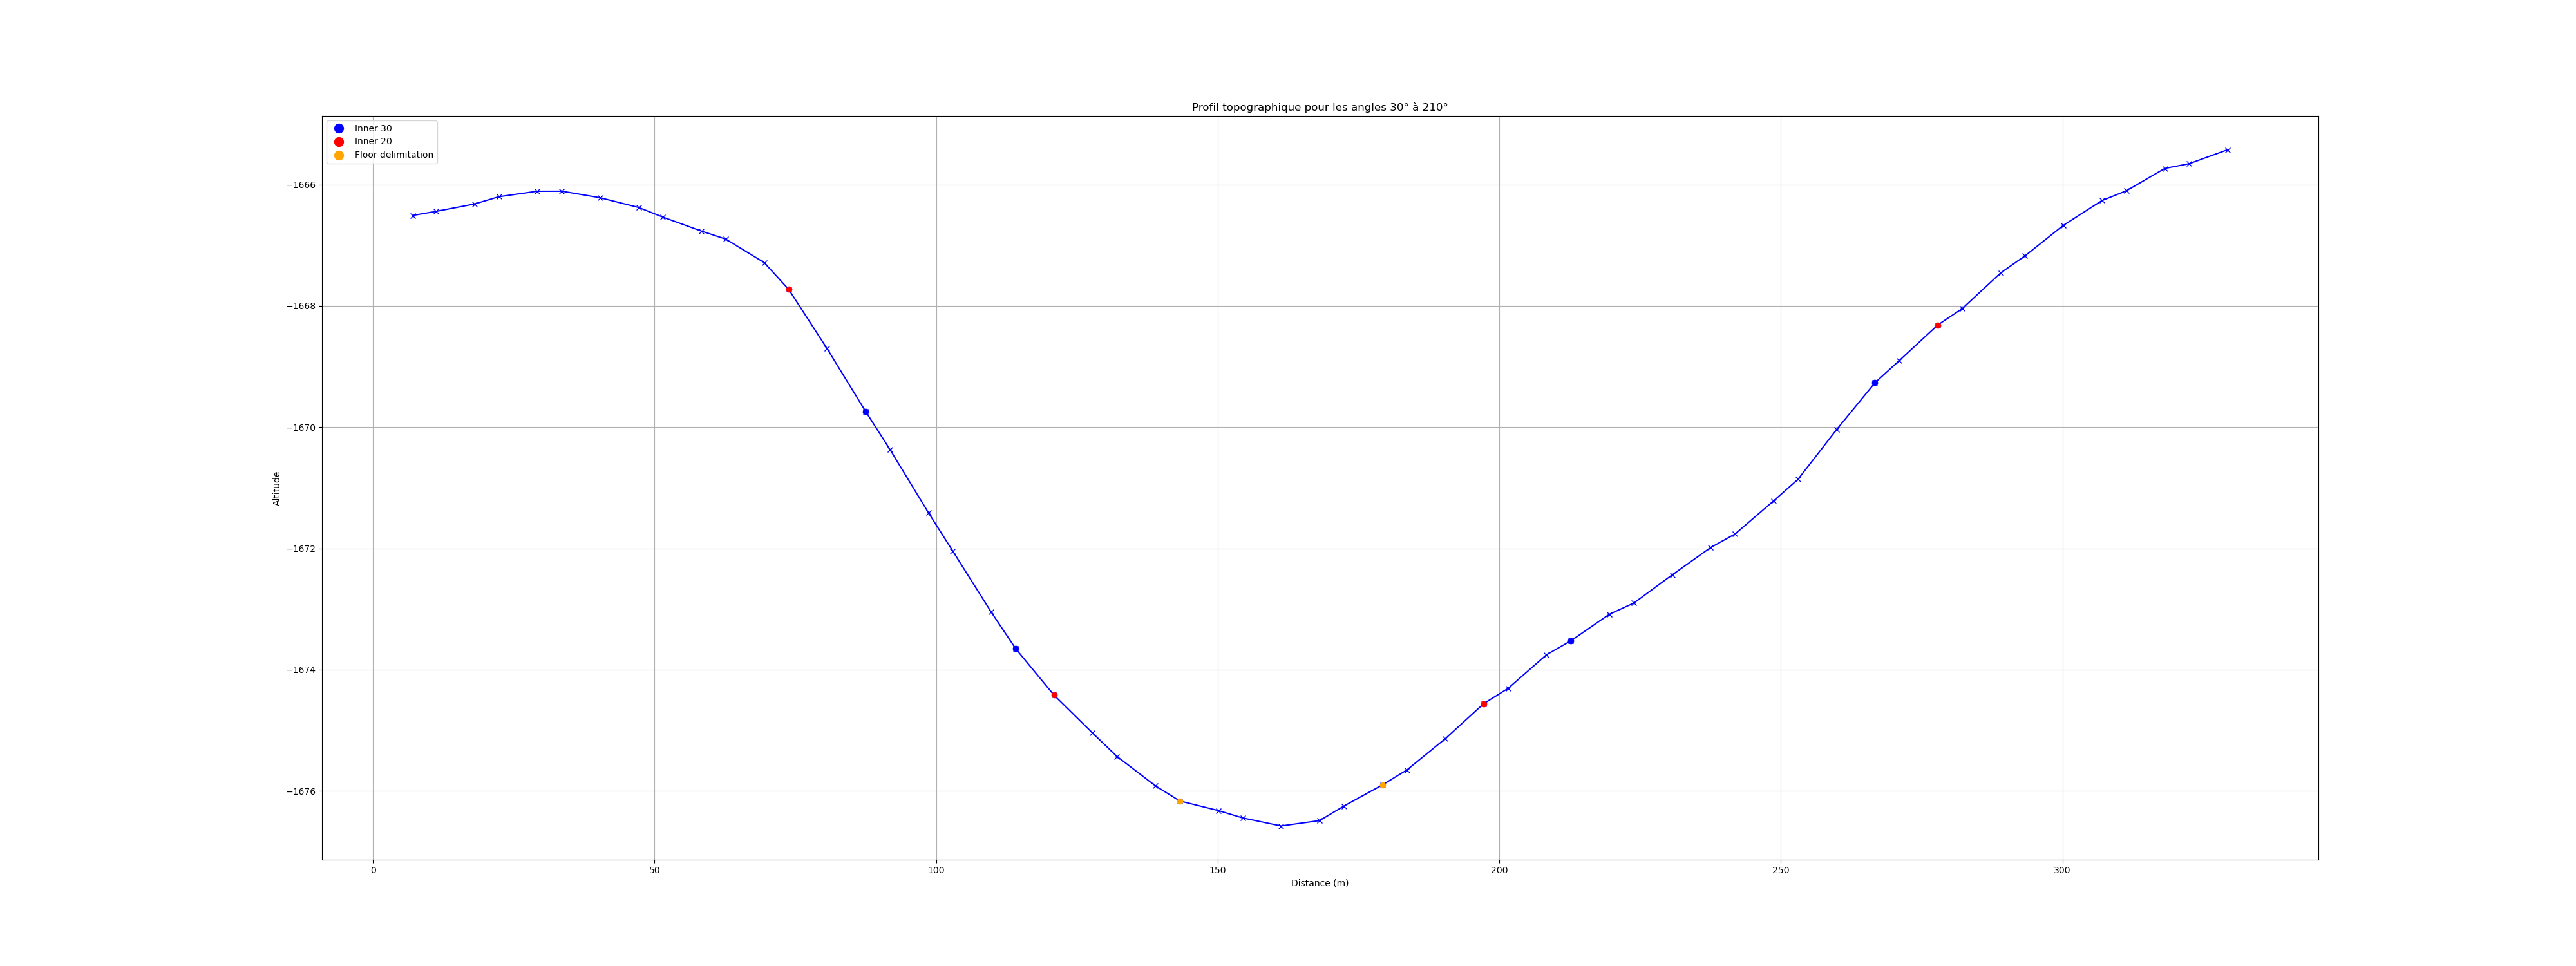 Profil topographique pour les angles 30° à 210°
Inner 30
Inner 20
Floor delimitation
−1666
−1668
−1670
−1672
−1674
−1676
Altitude
0 50 100 150 200 250 300
Distance (m)